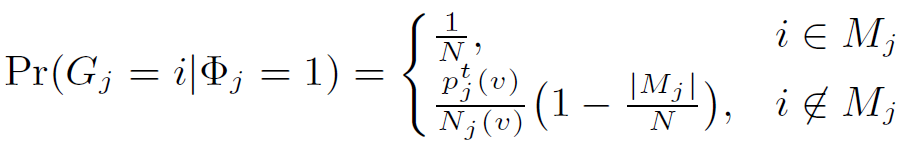 Pr(G_j = i|Φ_j = 1) = { 1/N, i ∈ M_j
p_j^t(v)/N_j(v) (1 − |M_j|/N), i ∉ M_j